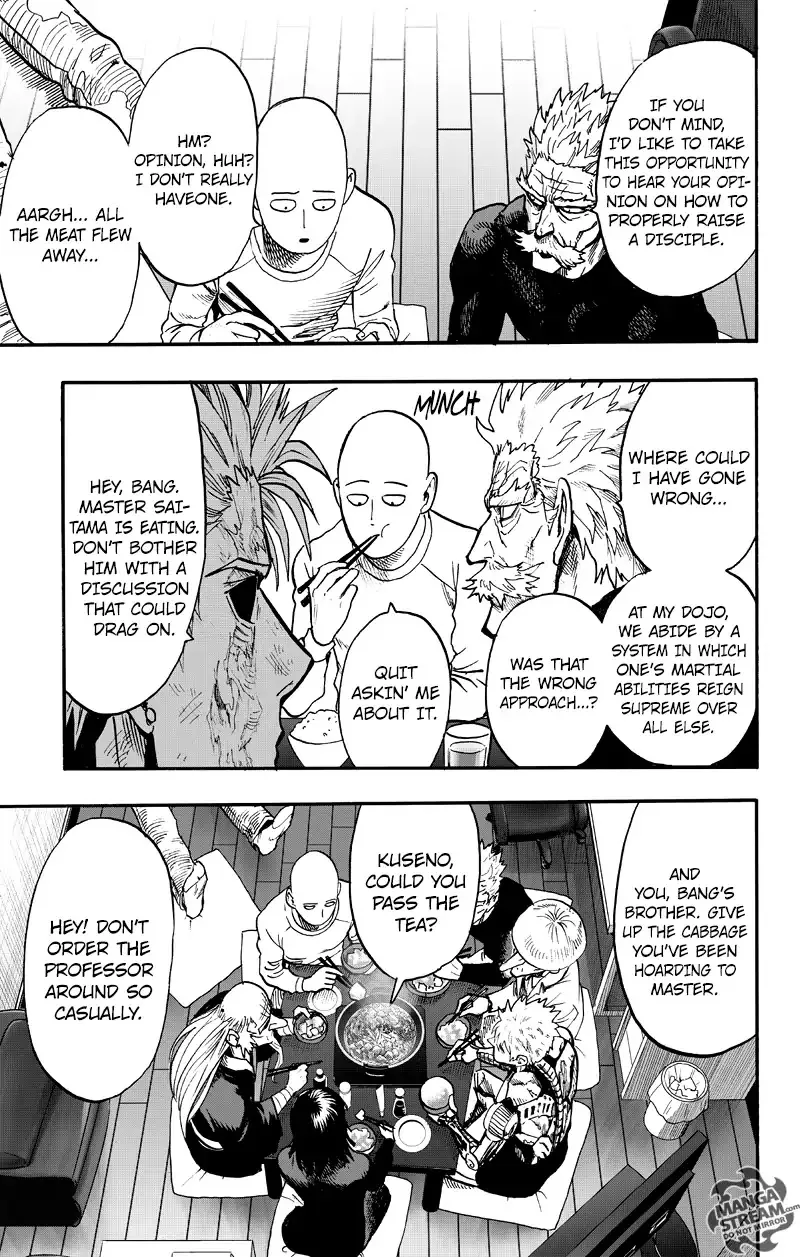 IF YOU
DON'T MIND,
I'D LIKE TO TAKE
THIS OPPORTUNITY
TO HEAR YOUR OPI-
NION ON HOW TO
PROPERLY RAISE
A DISCIPLE.
HM?
OPINION, HUH?
I DON'T REALLY
HAVEONE.
AARGH... ALL
THE MEAT FLEW
AWAY...
WHERE COULD
I HAVE GONE
WRONG...
AT MY DOJO,
WE ABIDE BY A
SYSTEM IN WHICH
ONE'S MARTIAL
ABILITIES REIGN
SUPREME OVER
ALL ELSE.
WAS THAT
THE WRONG
APPROACH...?
MUNCH
QUIT
ASKIN' ME
ABOUT IT.
HEY, BANG.
MASTER SAI-
TAMA IS EATING.
DON'T BOTHER
HIM WITH A
DISCUSSION
THAT COULD
DRAG ON.
AND
YOU, BANG'S
BROTHER. GIVE
UP THE CABBAGE
YOU'VE BEEN
HOARDING TO
MASTER.
KUSENO,
COULD YOU
PASS THE
TEA?
HEY! DON'T
ORDER THE
PROFESSOR
AROUND SO
CASUALLY.
MANGA
STREAM.com
DO NOT MIRROR